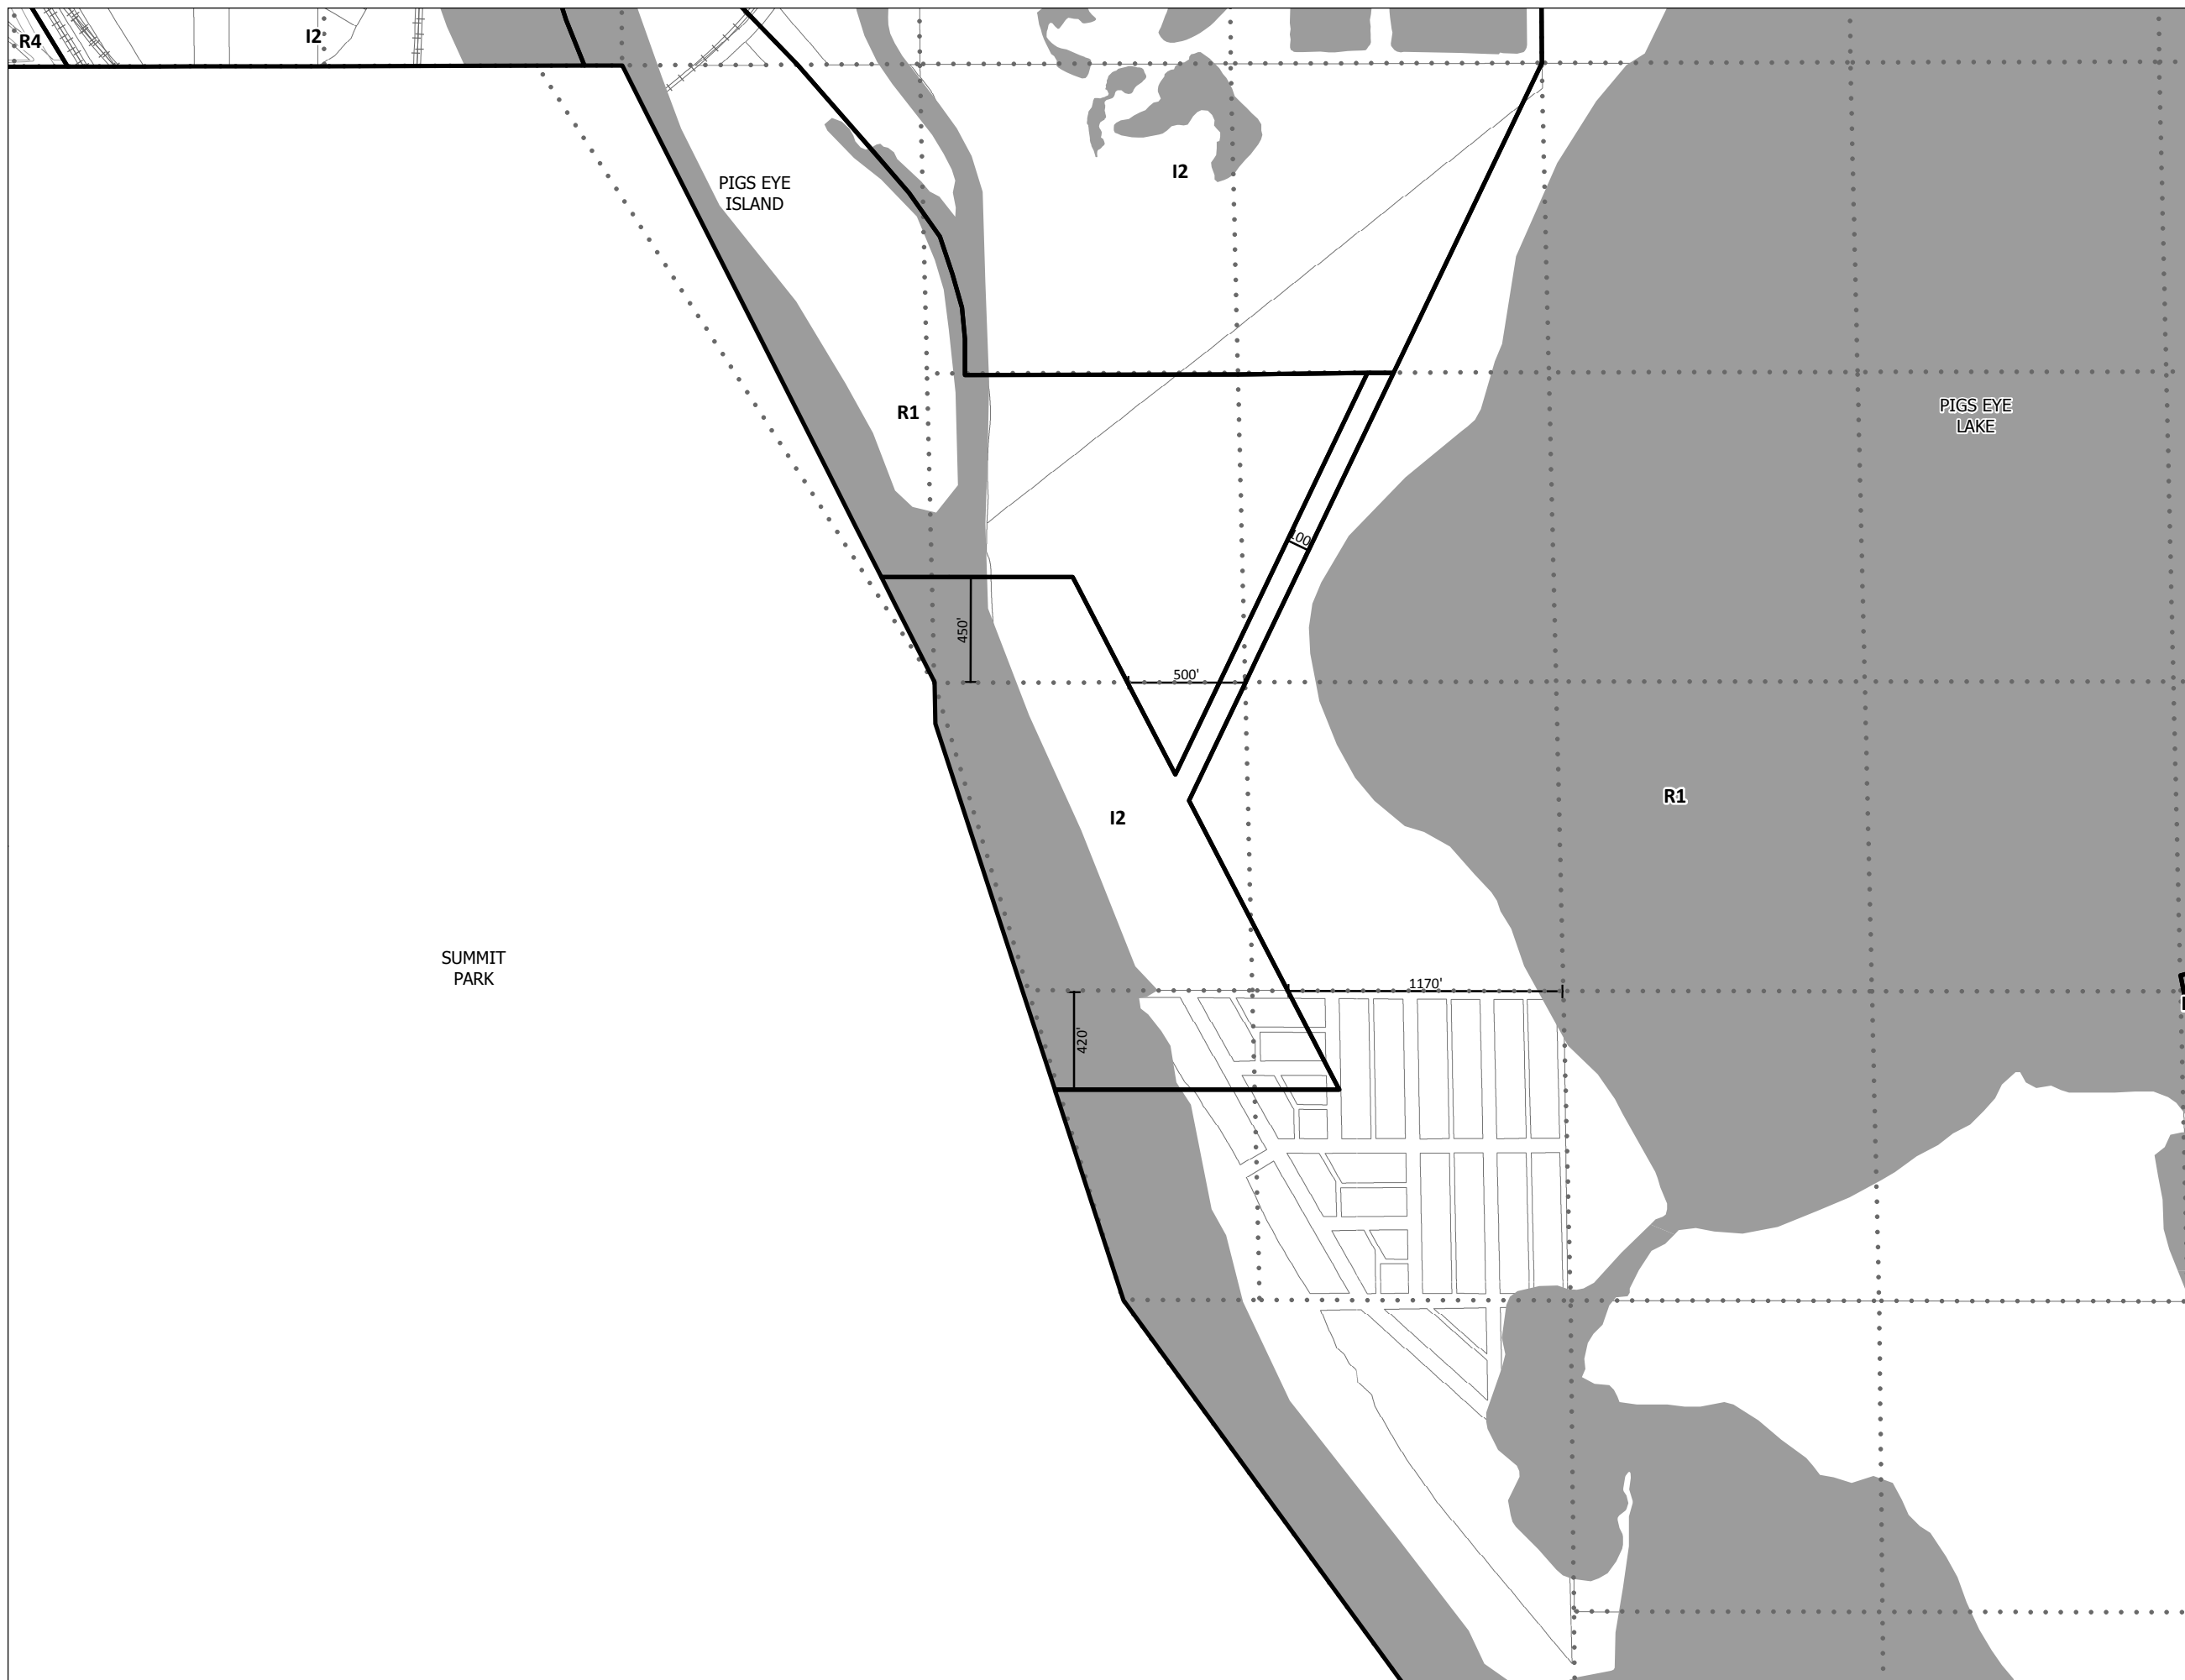 R4
I2
PIGS EYE
ISLAND
I2
R1
PIGS EYE
LAKE
100
450'
500'
R1
I2
SUMMIT
PARK
1170'
420'